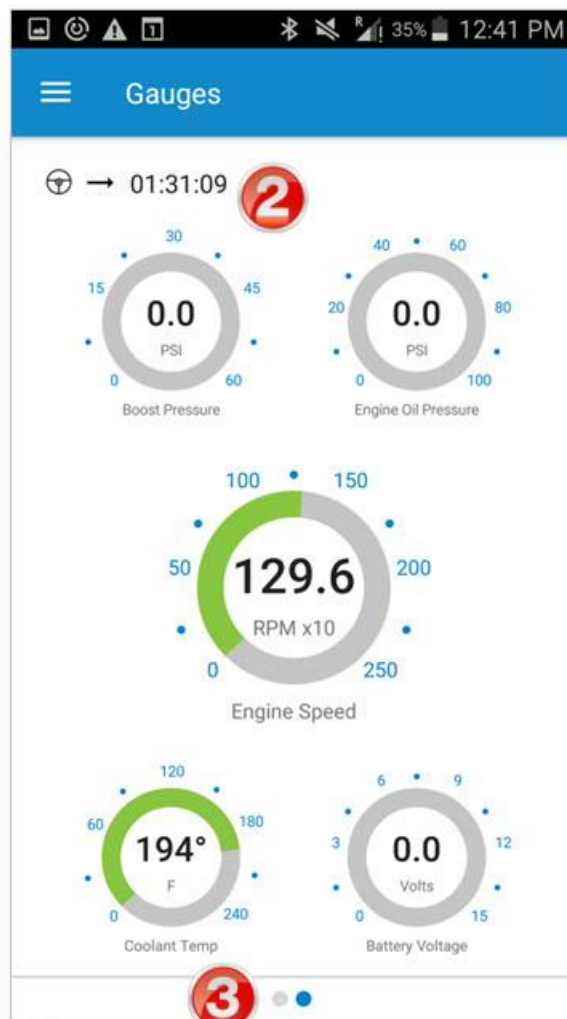 1 R 35% 12:41 PM
Gauges
01:31:09 2
30
15 45
0.0
PSI
0 60
Boost Pressure
40 60
20 80
0.0
PSI
0 100
Engine Oil Pressure
100 150
50 200
129.6
RPM x10
0 250
Engine Speed
120
60 180
194°
F
0 240
Coolant Temp
6 9
3 12
0.0
Volts
0 15
Battery Voltage
3